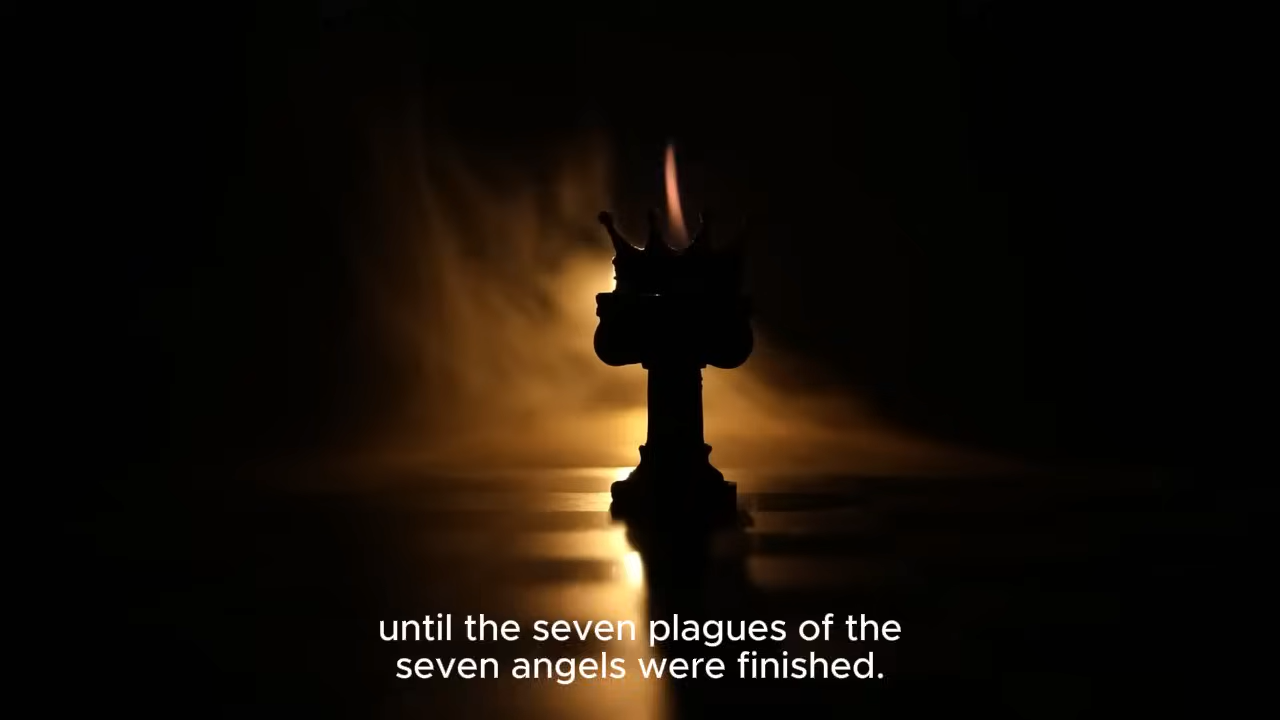 until the seven plagues of the
seven angels were finished.